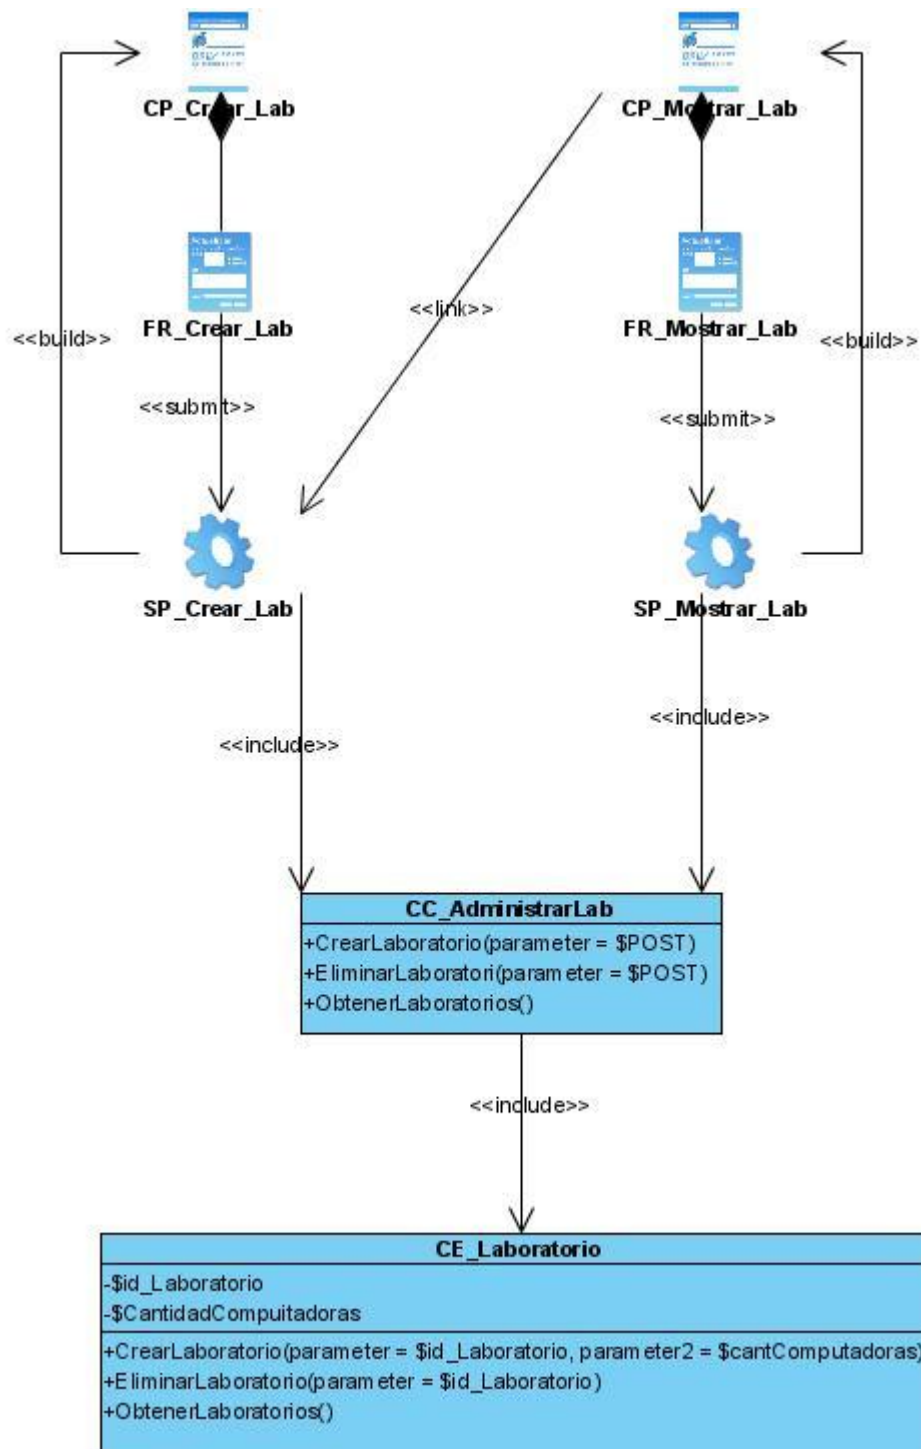 CP_Crear_Lab
CP_Mostrar_Lab
FR_Crear_Lab
FR_Mostrar_Lab
<<link>>
<<build>>
<<build>>
<<submit>>
<<submit>>
SP_Crear_Lab
SP_Mostrar_Lab
<<include>>
<<include>>
CC_AdministrarLab
+CrearLaboratorio(parameter = $POST)
+EliminarLaboratori(parameter = $POST)
+ObtenerLaboratorios()
<<include>>
CE_Laboratorio
-$id_Laboratorio
-$CantidadCompuitadoras
+CrearLaboratorio(parameter = $id_Laboratorio, parameter2 = $cantComputadoras)
+EliminarLaboratorio(parameter = $id_Laboratorio)
+ObtenerLaboratorios()